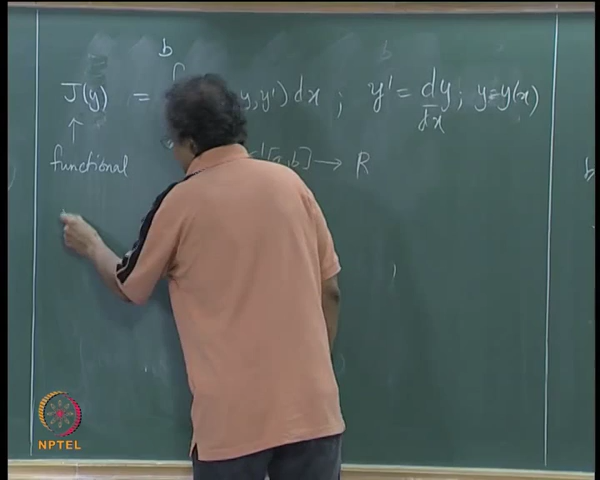 b
J(y) = ∫ y, y') dx ; y' = dy/dx ; y = y(x)
↑
functional [a, b] → R
NPTEL